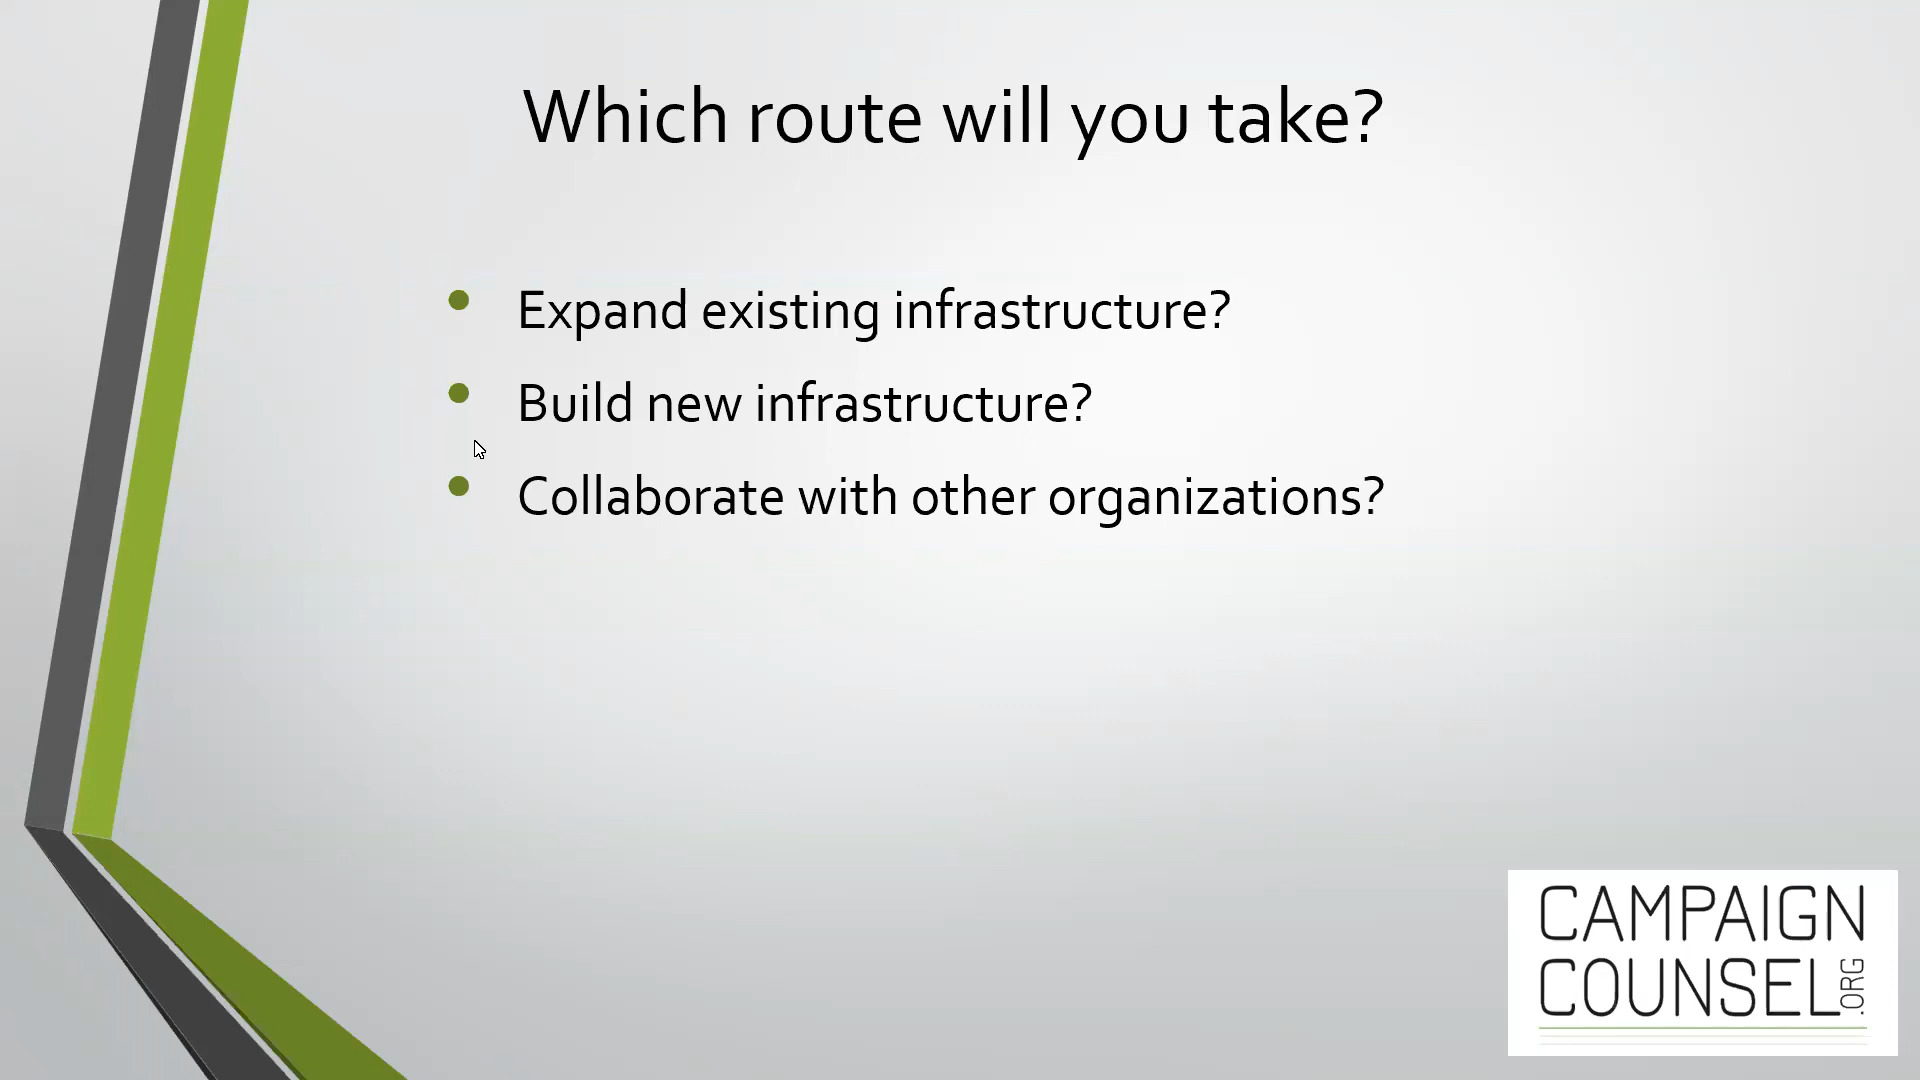 Which route will you take?
Expand existing infrastructure?
Build new infrastructure?
Collaborate with other organizations?
CAMPAIGN
COUNSEL.ORG